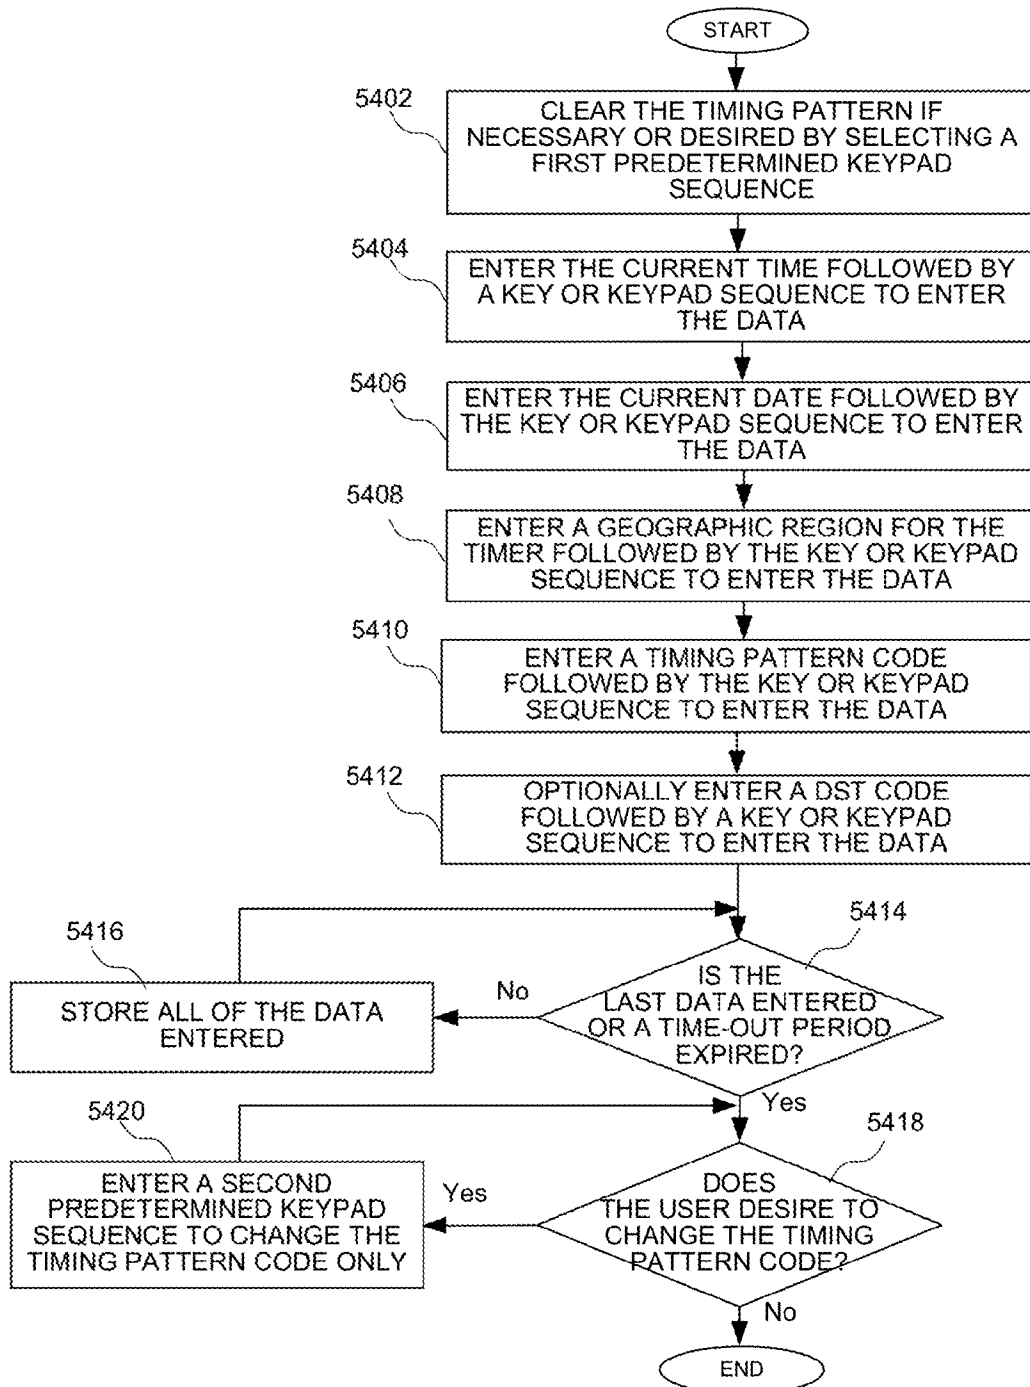 START
5402
CLEAR THE TIMING PATTERN IF
NECESSARY OR DESIRED BY SELECTING A
FIRST PREDETERMINED KEYPAD
SEQUENCE
5404
ENTER THE CURRENT TIME FOLLOWED BY
A KEY OR KEYPAD SEQUENCE TO ENTER
THE DATA
5406
ENTER THE CURRENT DATE FOLLOWED BY
THE KEY OR KEYPAD SEQUENCE TO ENTER
THE DATA
5408
ENTER A GEOGRAPHIC REGION FOR THE
TIMER FOLLOWED BY THE KEY OR KEYPAD
SEQUENCE TO ENTER THE DATA
5410
ENTER A TIMING PATTERN CODE
FOLLOWED BY THE KEY OR KEYPAD
SEQUENCE TO ENTER THE DATA
5412
OPTIONALLY ENTER A DST CODE
FOLLOWED BY A KEY OR KEYPAD
SEQUENCE TO ENTER THE DATA
5414
IS THE
LAST DATA ENTERED
OR A TIME-OUT PERIOD
EXPIRED?
No
5416
STORE ALL OF THE DATA
ENTERED
Yes
5418
DOES
THE USER DESIRE TO
CHANGE THE TIMING
PATTERN CODE?
Yes
5420
ENTER A SECOND
PREDETERMINED KEYPAD
SEQUENCE TO CHANGE THE
TIMING PATTERN CODE ONLY
No
END